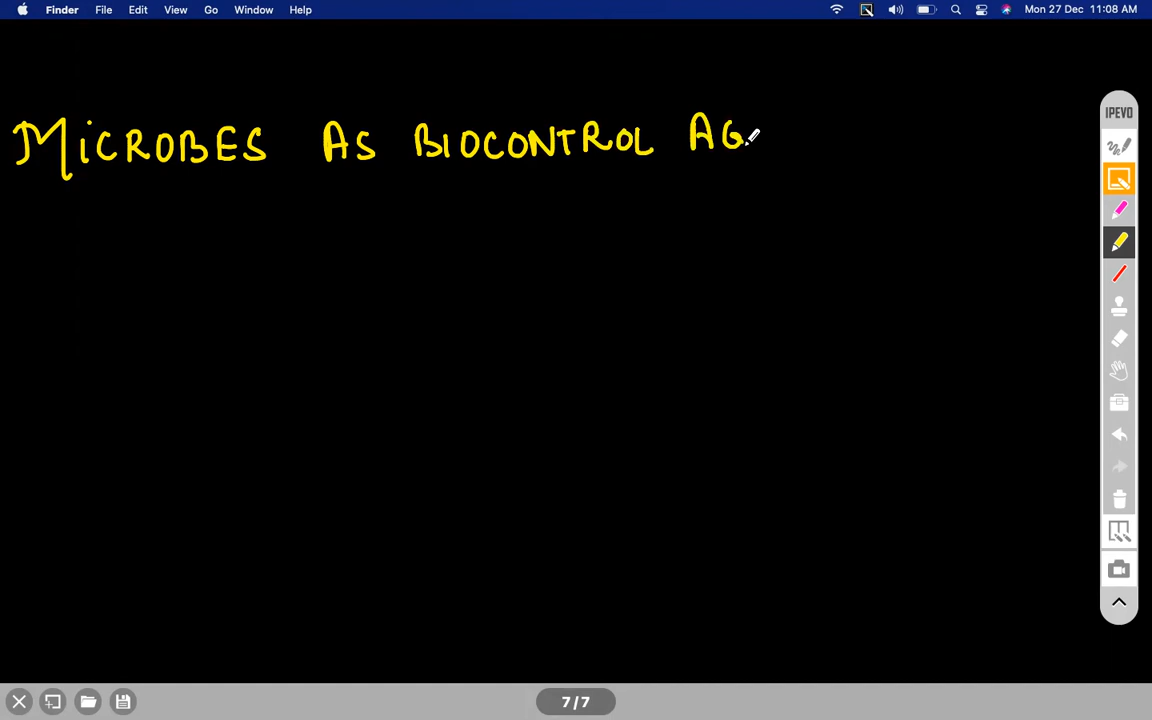 Finder File Edit View Go Window Help Mon 27 Dec 11:08 AM
IPEVO
MiCROBES AS BIOCONTROL AG
7/7